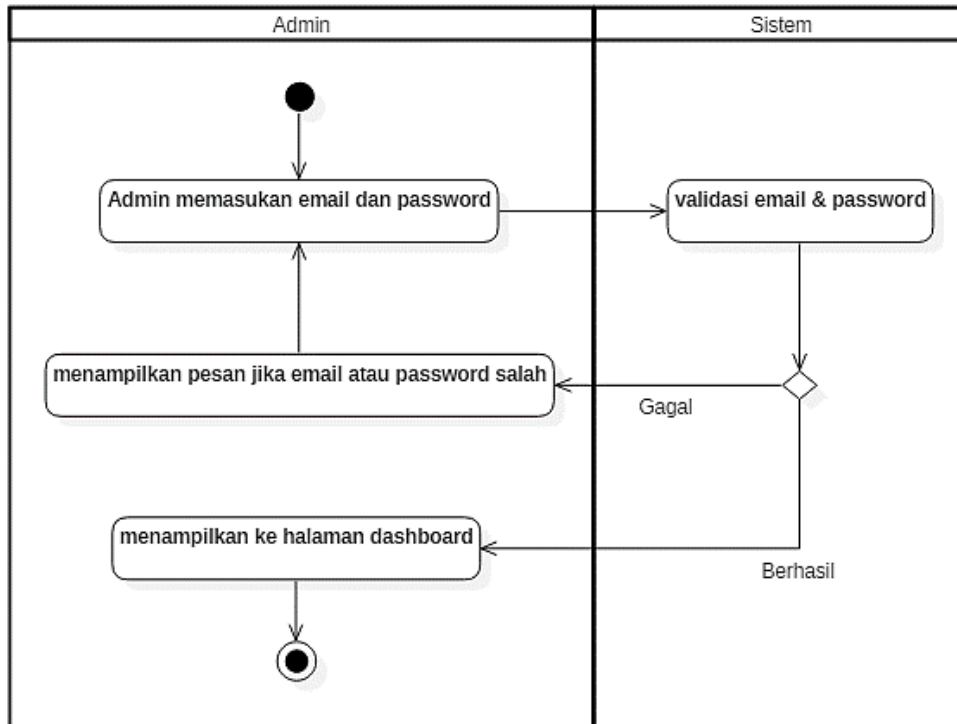 Admin
Sistem
Admin memasukan email dan password
validasi email & password
menampilkan pesan jika email atau password salah
Gagal
menampilkan ke halaman dashboard
Berhasil